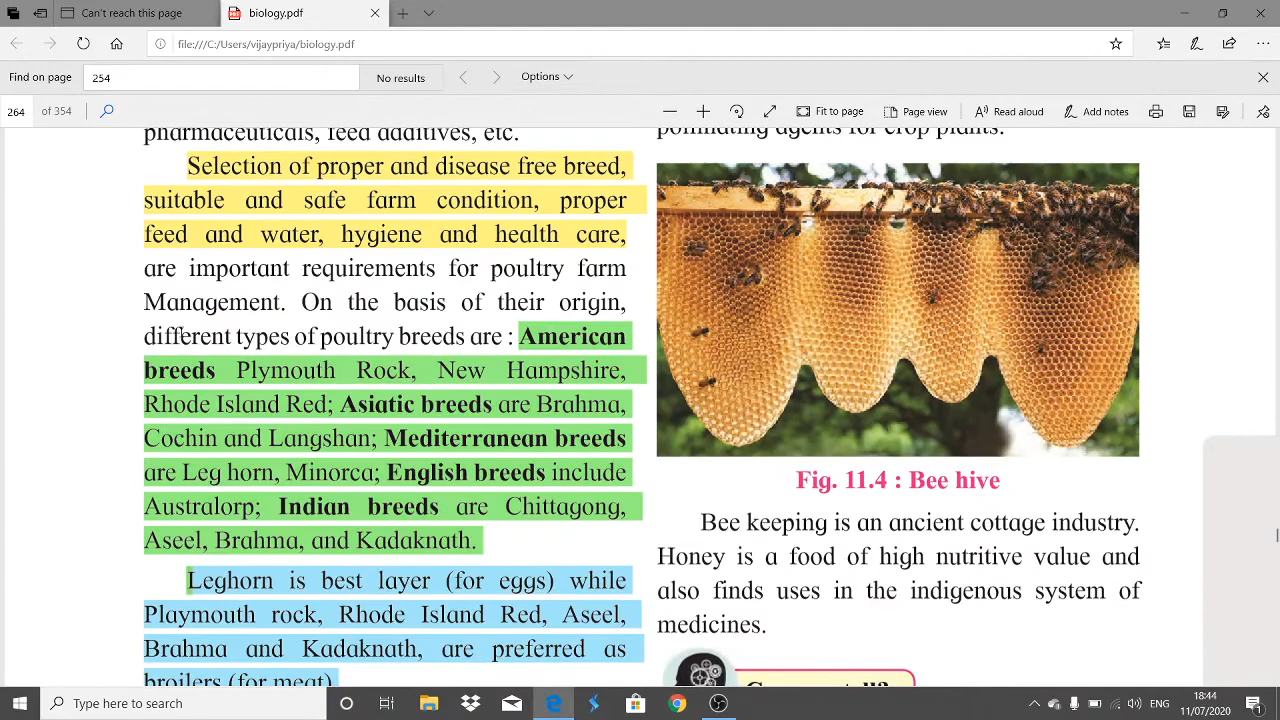 Can't reach this page
biology.pdf
file:///C:/Users/vijaypriya/biology.pdf
Find on page
254
No results
Options
264
of 354
Fit to page
Page view
Read aloud
Add notes
pharmaceuticals, feed additives, etc.
Selection of proper and disease free breed,
suitable and safe farm condition, proper
feed and water, hygiene and health care,
are important requirements for poultry farm
Management. On the basis of their origin,
different types of poultry breeds are : American
breeds Plymouth Rock, New Hampshire,
Rhode Island Red; Asiatic breeds are Brahma,
Cochin and Langshan; Mediterranean breeds
are Leg horn, Minorca; English breeds include
Australorp; Indian breeds are Chittagong,
Aseel, Brahma, and Kadaknath.
Leghorn is best layer (for eggs) while
Playmouth rock, Rhode Island Red, Aseel,
Brahma and Kadaknath, are preferred as
broilers (for meat)
pollinating agents for crop plants.
Fig. 11.4 : Bee hive
Bee keeping is an ancient cottage industry.
Honey is a food of high nutritive value and
also finds uses in the indigenous system of
medicines.
Type here to search
ENG
18:44
11/07/2020